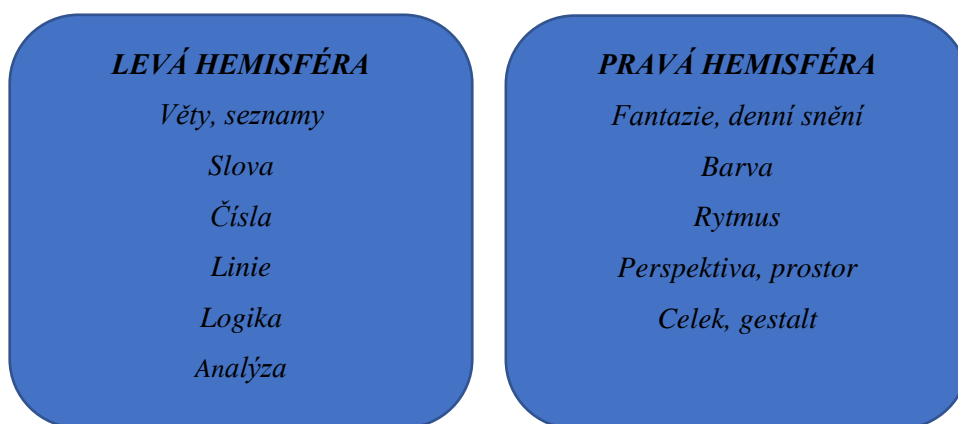 LEVÁ HEMISFÉRA
Věty, seznamy
Slova
Čísla
Linie
Logika
Analýza
PRAVÁ HEMISFÉRA
Fantazie, denní snění
Barva
Rytmus
Perspektiva, prostor
Celek, gestalt